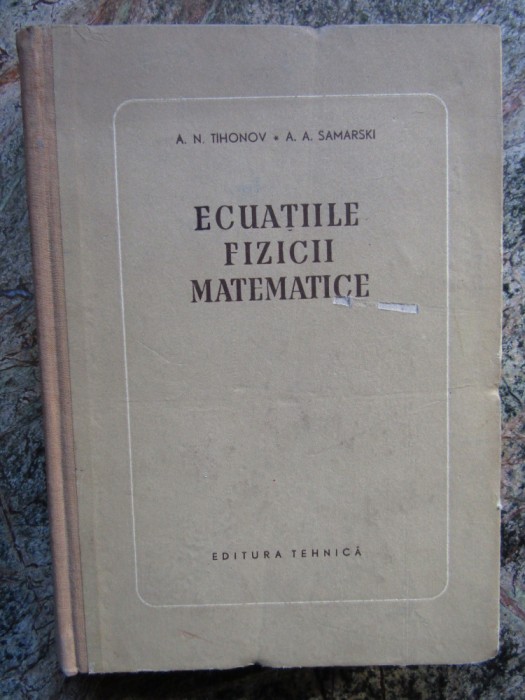 A. N. TIHONOV • A. A. SAMARSKI
ECUAȚIILE
FIZICII
MATEMATICE
EDITURA TEHNICĂ